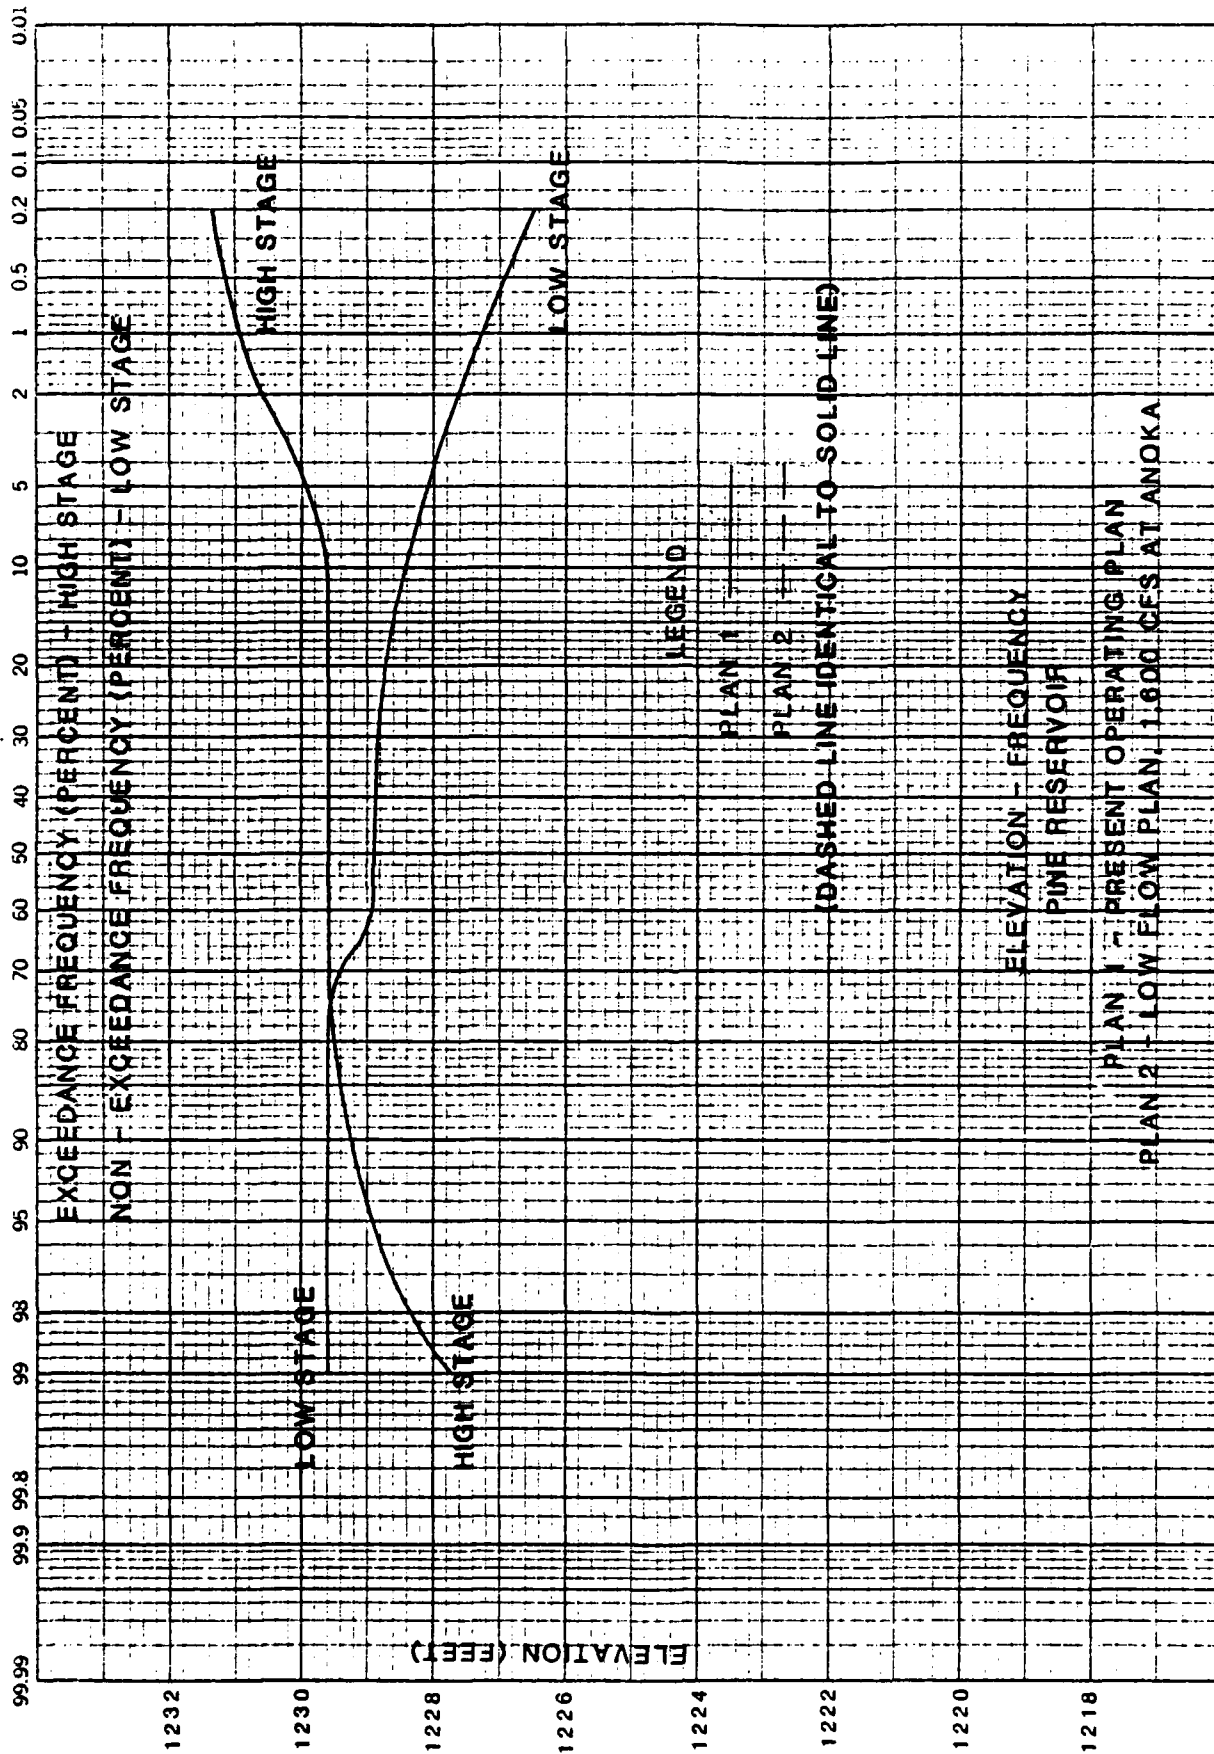 99.99 99.9 99.8 99 98 95 90 80 70 60 50 40 30 20 10 5 2 1 0.5 0.2 0.1 0.05 0.01
EXCEEDANCE FREQUENCY (PERCENT) - HIGH STAGE
NON - EXCEEDANCE FREQUENCY (PERCENT) - LOW STAGE
1232
1230
1228
1226
1224
1222
1220
1218
ELEVATION (FEET)
HIGH STAGE
LOW STAGE
LOW STAGE
HIGH STAGE
LEGEND
PLAN 1
PLAN 2
(DASHED LINE IDENTICAL TO SOLID LINE)
ELEVATION - FREQUENCY
PINE RESERVOIR
PLAN 1 - PRESENT OPERATING PLAN
PLAN 2 - LOW FLOW PLAN, 1,600 CFS AT ANOKA